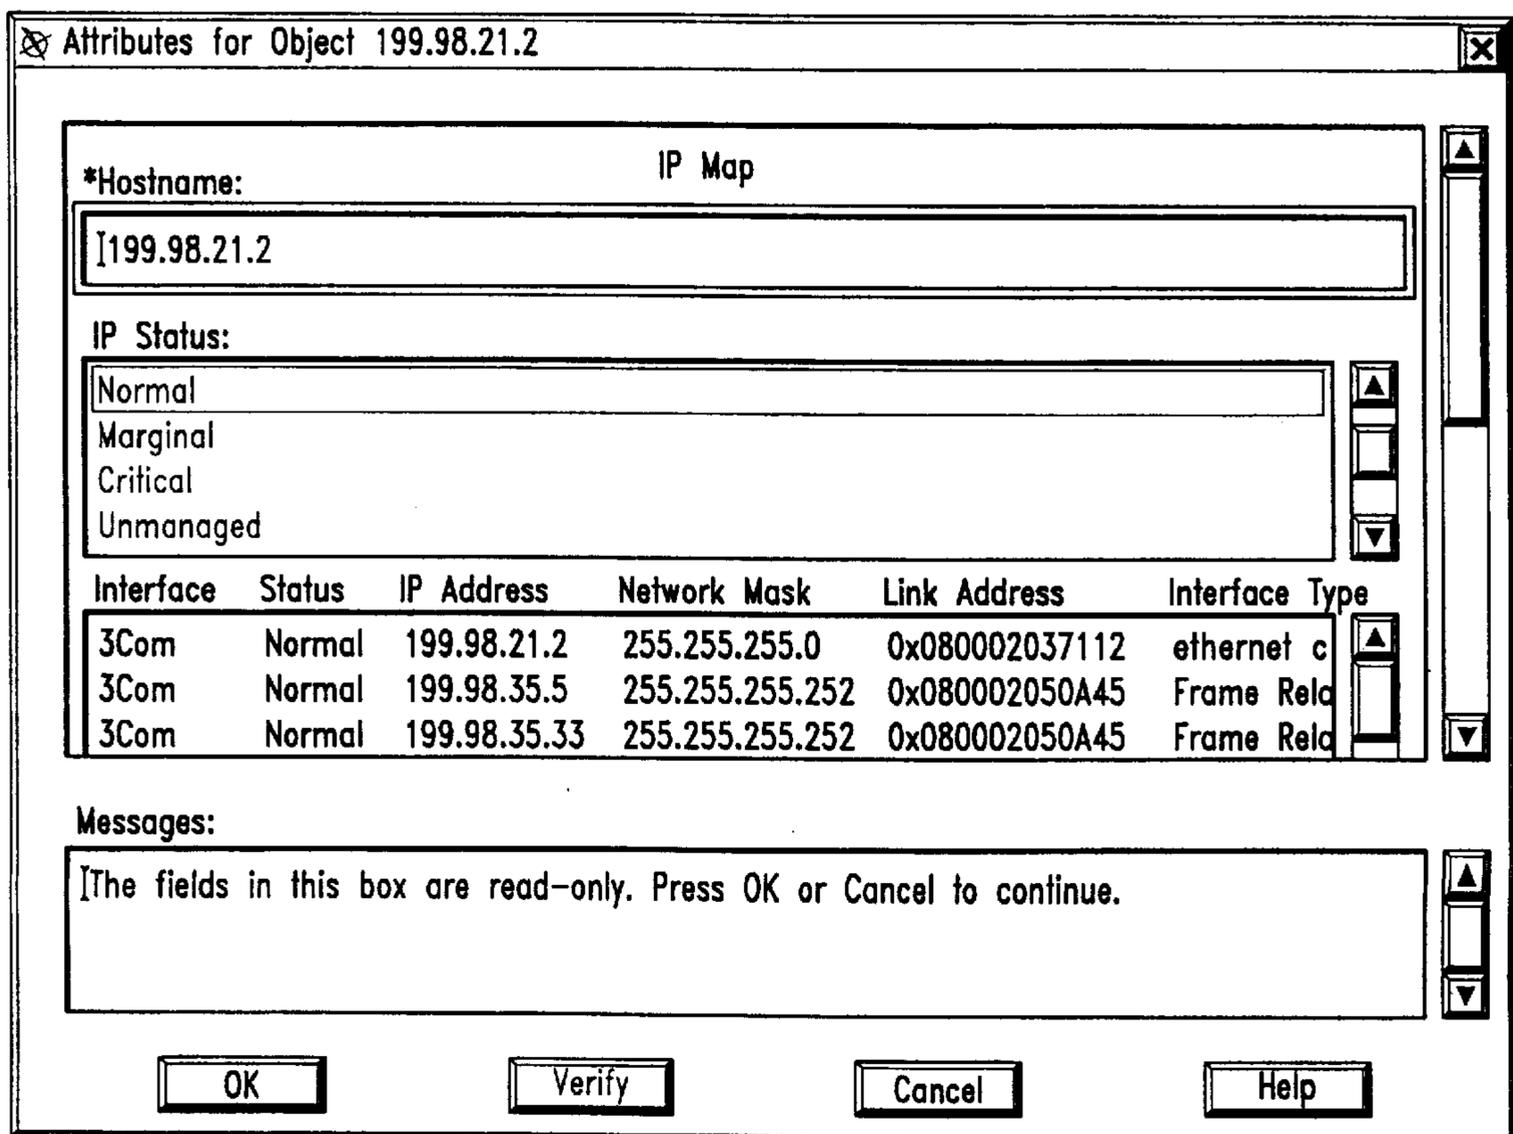 Attributes for Object 199.98.21.2
IP Map
*Hostname:
199.98.21.2
IP Status:
Normal
Marginal
Critical
Unmanaged
Interface Status IP Address Network Mask Link Address Interface Type
3Com Normal 199.98.21.2 255.255.255.0 0x080002037112 ethernet c
3Com Normal 199.98.35.5 255.255.255.252 0x080002050A45 Frame Rela
3Com Normal 199.98.35.33 255.255.255.252 0x080002050A45 Frame Rela
Messages:
The fields in this box are read-only. Press OK or Cancel to continue.
OK Verify Cancel Help